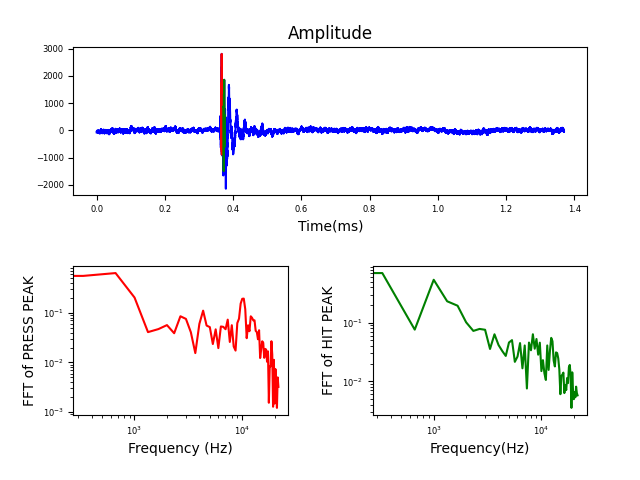 Amplitude
3000
2000
1000
0
−1000
−2000
0.0 0.2 0.4 0.6 0.8 1.0 1.2 1.4
Time(ms)
FFT of PRESS PEAK
10⁻¹
10⁻²
10⁻³
10³ 10⁴
Frequency (Hz)
FFT of HIT PEAK
10⁻¹
10⁻²
10³ 10⁴
Frequency(Hz)